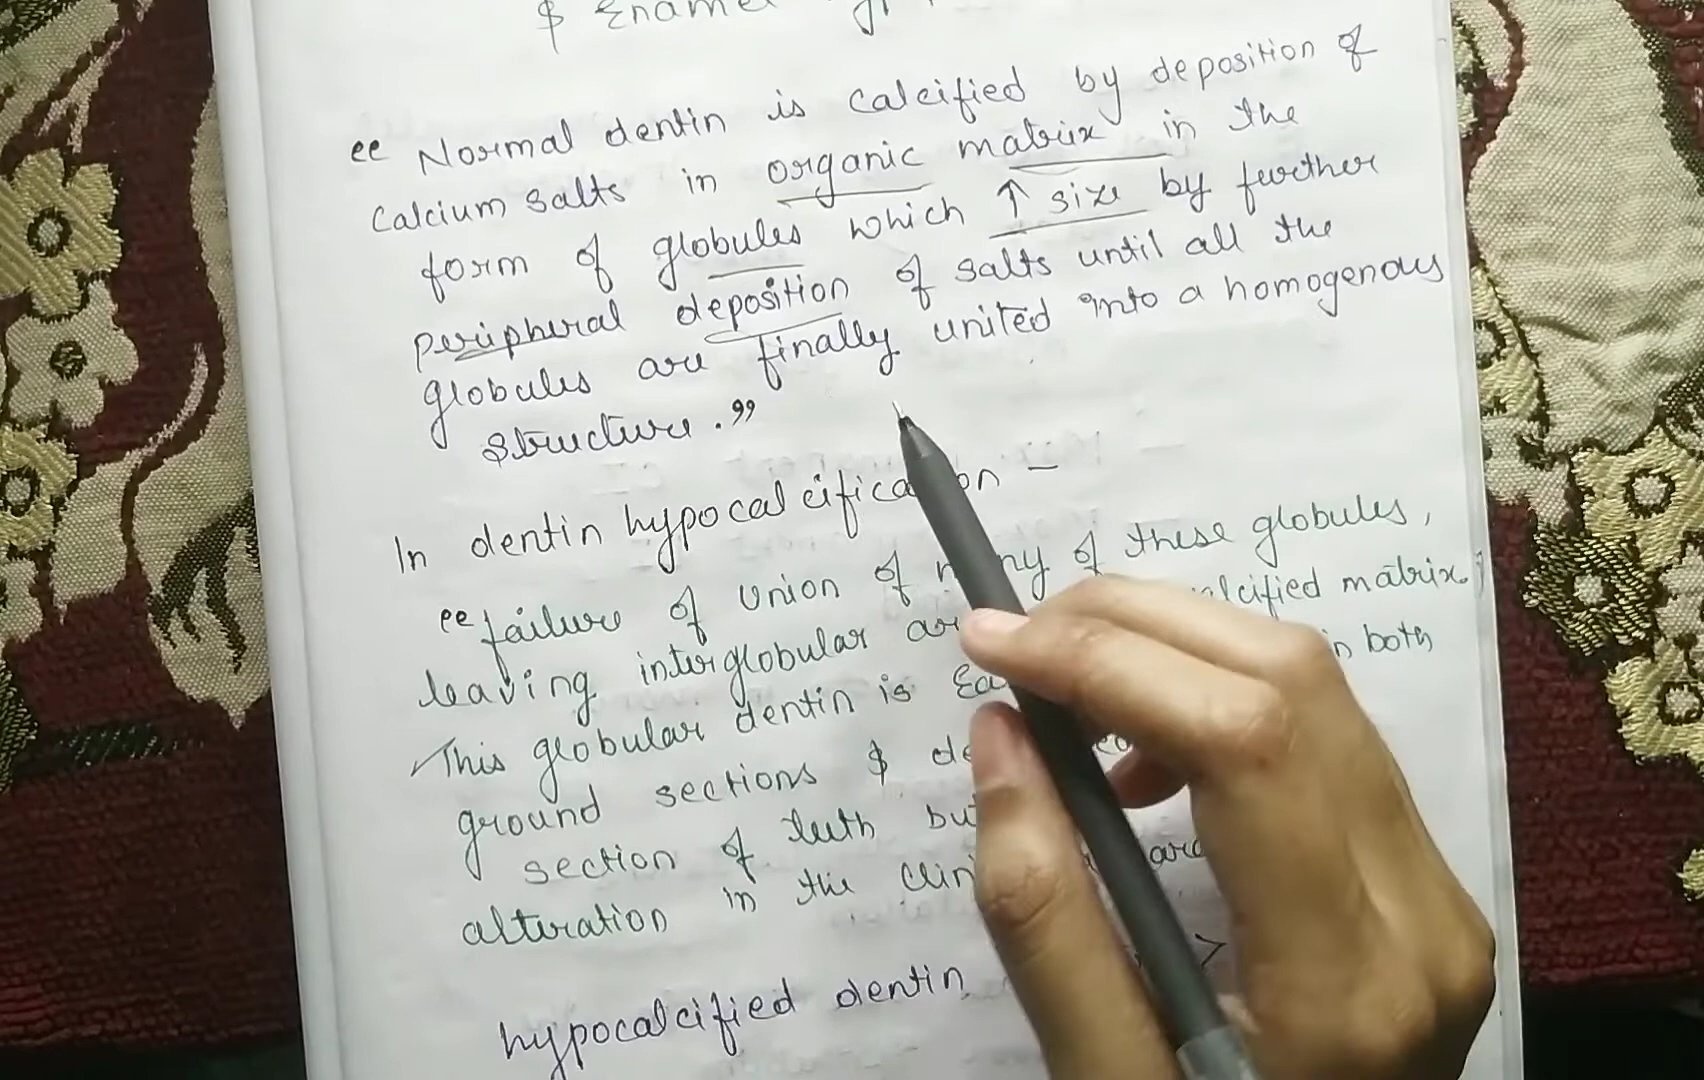 $ Ename
“ Normal dentin is calcified by deposition of
calcium salts in organic matrix in the
form of globules which ↑ size by further
peripheral deposition of salts until all the
globules are finally united into a homogenous
structure.”
In dentin hypocalcification –
“failure of union of many of these globules,
leaving interglobular matrix.
This globular dentin is in both
ground sections $
section of teeth but
alteration in the
hypocalcified dentin >